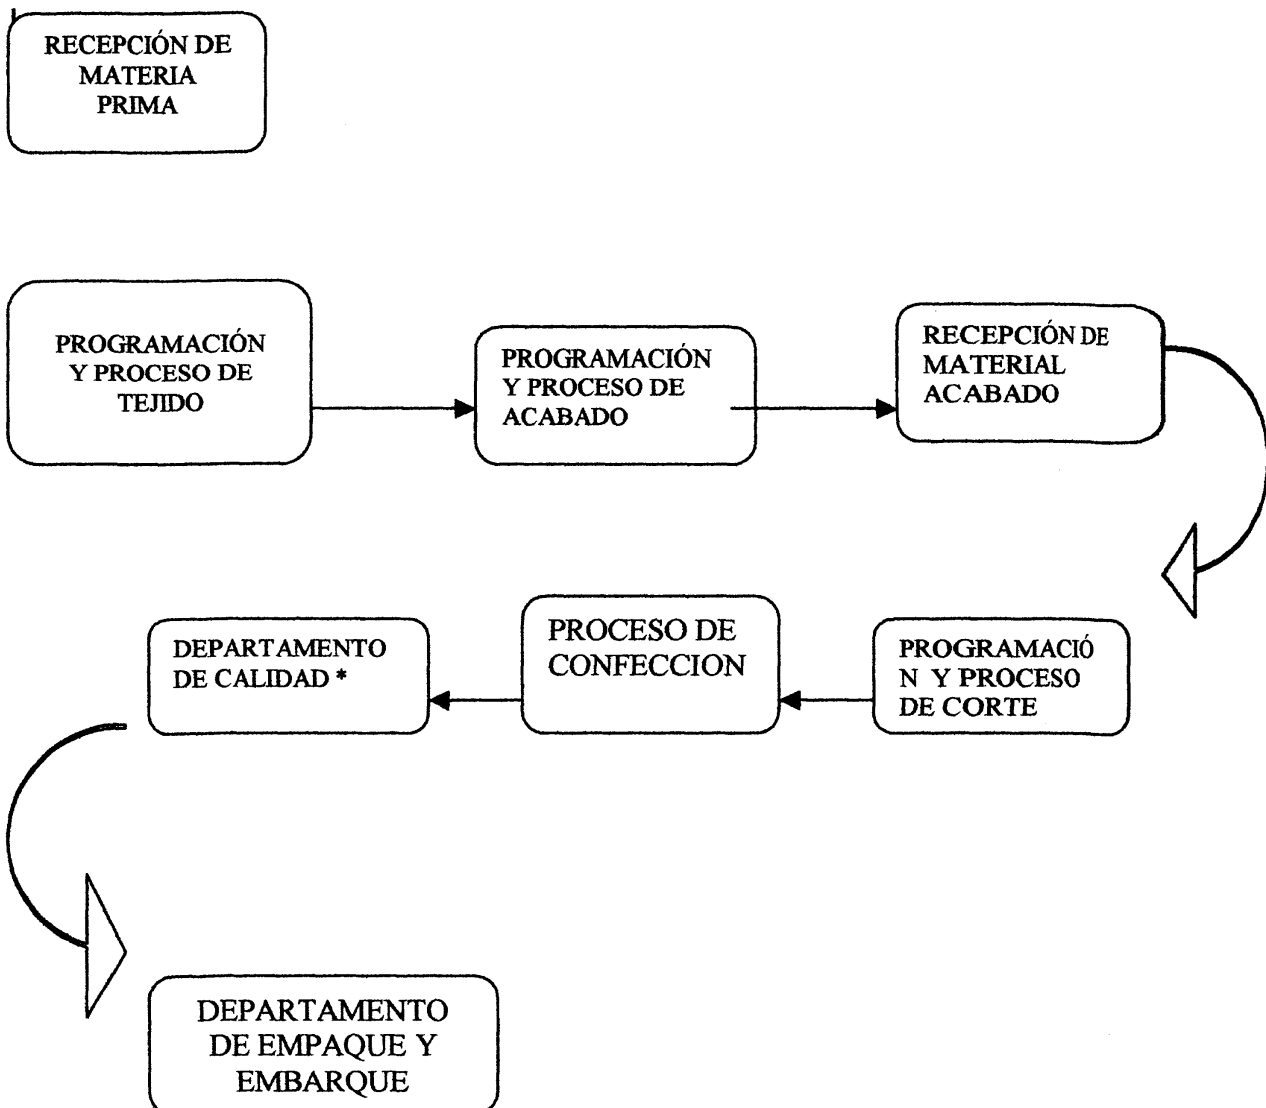 RECEPCIÓN DE
MATERIA
PRIMA
PROGRAMACIÓN
Y PROCESO DE
TEJIDO
PROGRAMACIÓN
Y PROCESO DE
ACABADO
RECEPCIÓN DE
MATERIAL
ACABADO
DEPARTAMENTO
DE CALIDAD *
PROCESO DE
CONFECCION
PROGRAMACIÓ
N Y PROCESO
DE CORTE
DEPARTAMENTO
DE EMPAQUE Y
EMBARQUE